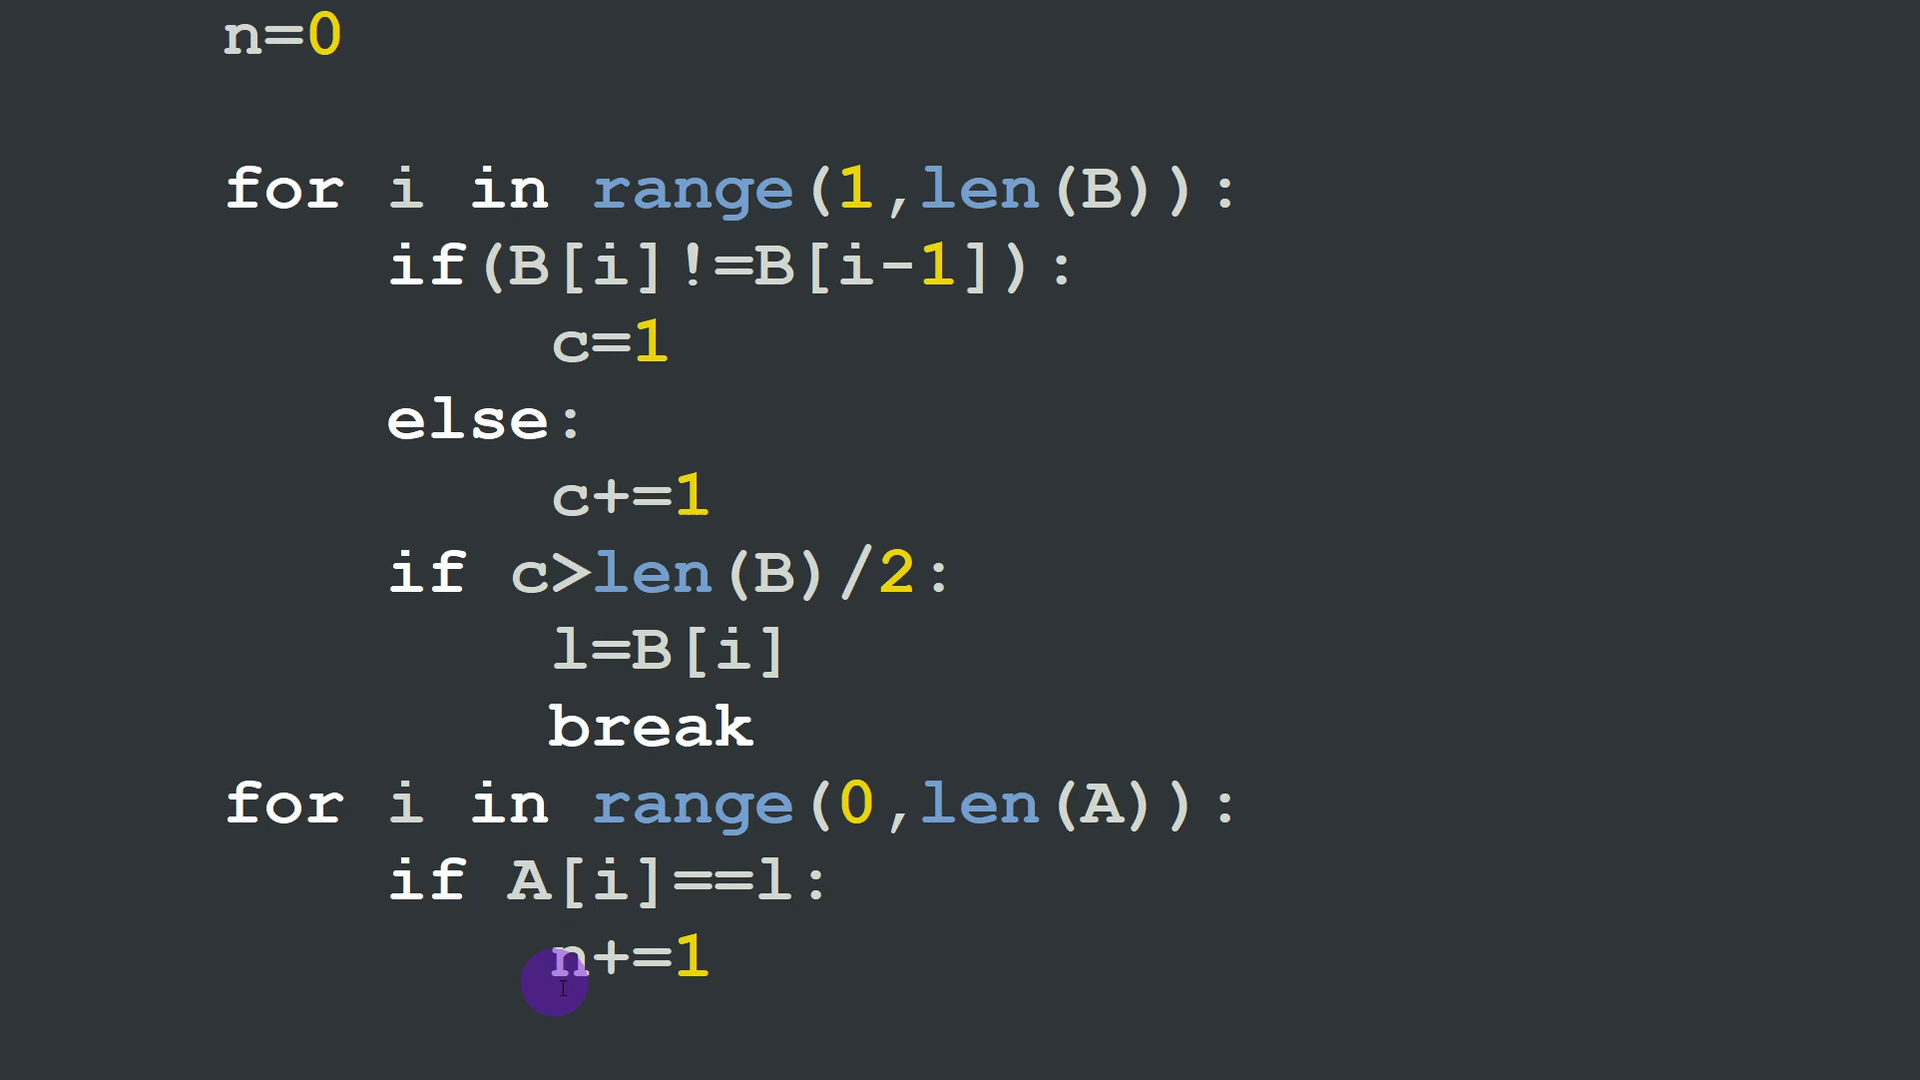 n=0
for i in range(1,len(B)):
    if(B[i]!=B[i-1]):
        c=1
    else:
        c+=1
    if c>len(B)/2:
        l=B[i]
        break
for i in range(0,len(A)):
    if A[i]==l:
        n+=1